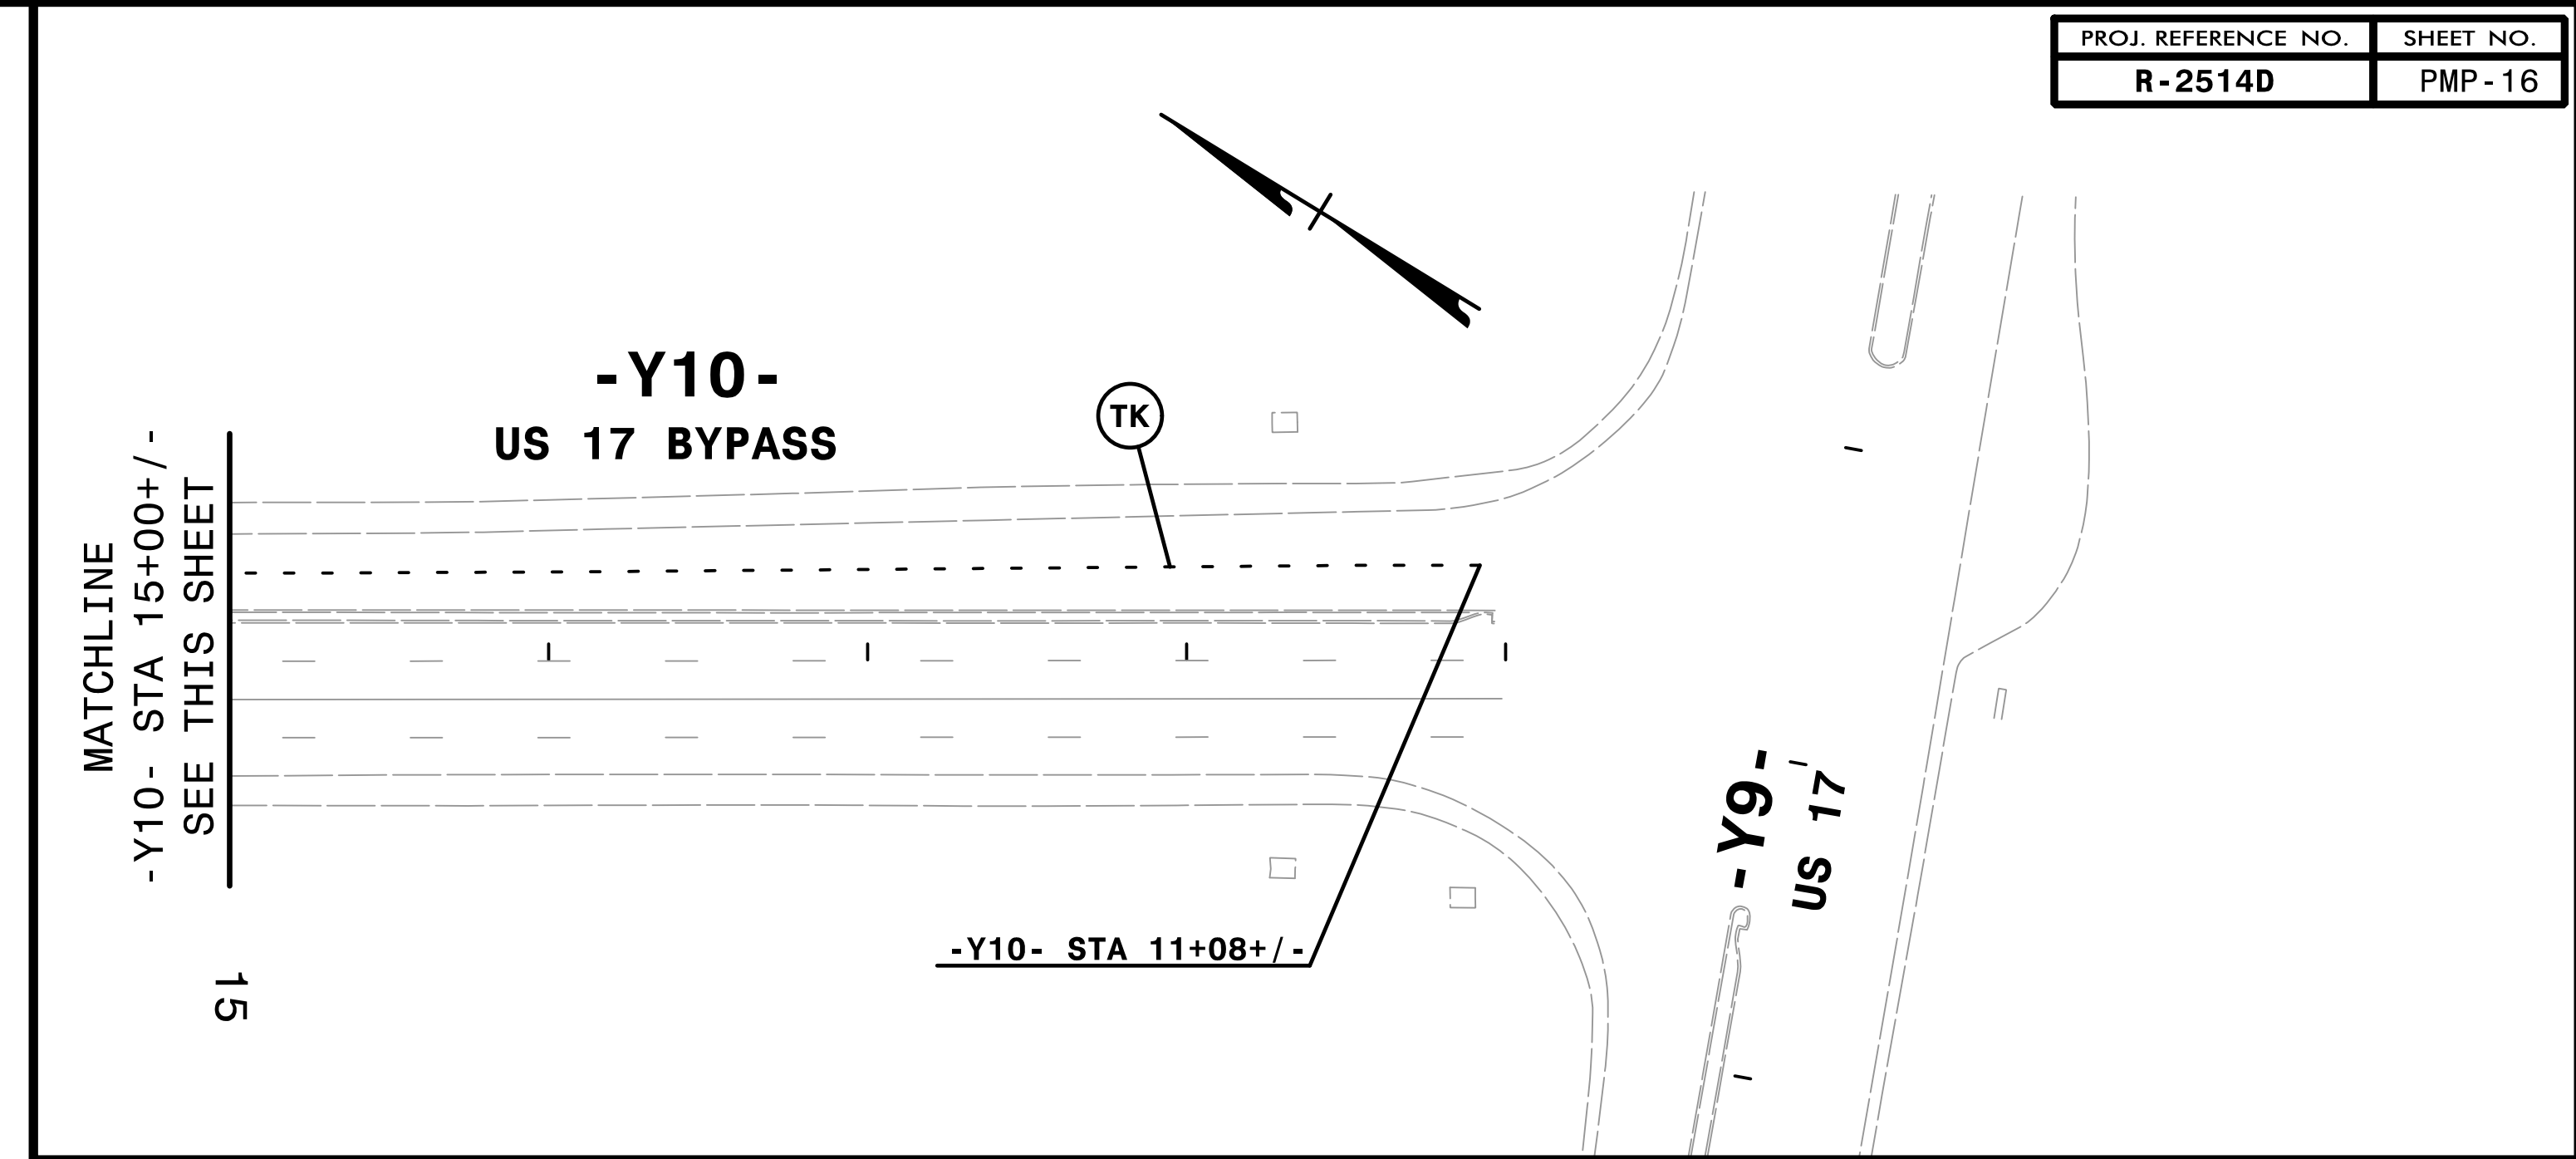 PROJ. REFERENCE NO. SHEET NO.
R-2514D PMP-16
-Y10-
US 17 BYPASS
TK
MATCHLINE
-Y10- STA 15+00+/-
SEE THIS SHEET
-Y9-
US 17
-Y10- STA 11+08+/-
15